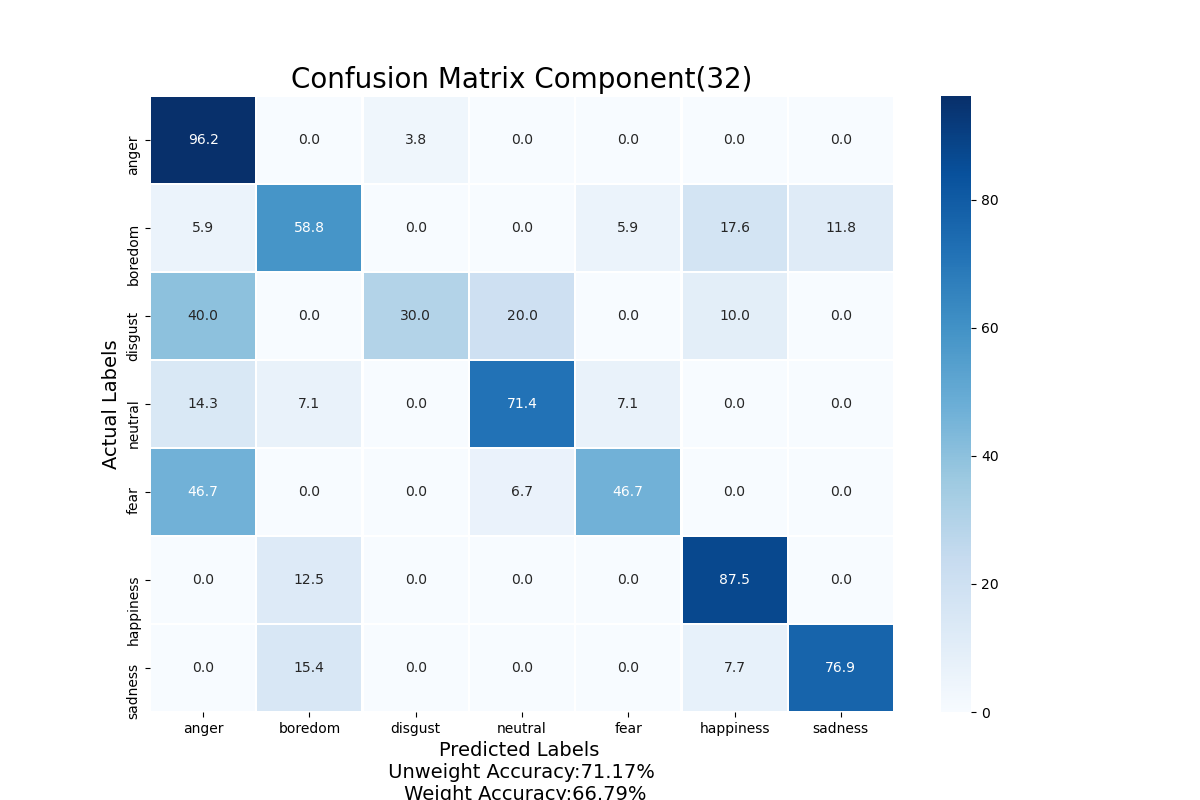 Confusion Matrix Component(32)
Actual Labels
anger 96.2 0.0 3.8 0.0 0.0 0.0 0.0
boredom 5.9 58.8 0.0 0.0 5.9 17.6 11.8
disgust 40.0 0.0 30.0 20.0 0.0 10.0 0.0
neutral 14.3 7.1 0.0 71.4 7.1 0.0 0.0
fear 46.7 0.0 0.0 6.7 46.7 0.0 0.0
happiness 0.0 12.5 0.0 0.0 0.0 87.5 0.0
sadness 0.0 15.4 0.0 0.0 0.0 7.7 76.9
anger boredom disgust neutral fear happiness sadness
Predicted Labels
Unweight Accuracy:71.17%
Weight Accuracy:66.79%
80
60
40
20
0